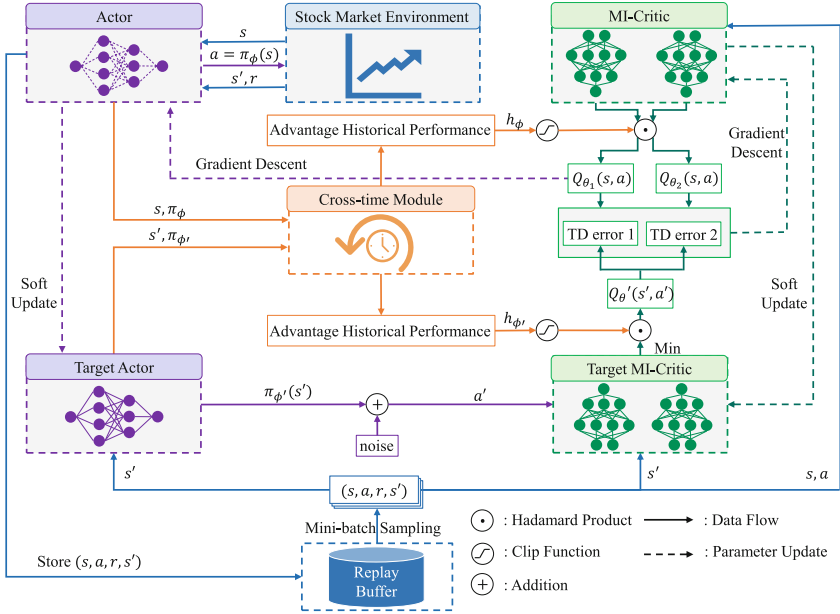 Actor
Stock Market Environment
MI-Critic
s
a = π_ϕ(s)
s′, r
Advantage Historical Performance
h_ϕ
Gradient Descent
Gradient
Descent
Q_θ₁(s, a)
Q_θ₂(s, a)
Cross-time Module
s, π_ϕ
s′, π_ϕ′
TD error 1
TD error 2
Soft
Update
Soft
Update
Q_θ′(s′, a′)
Advantage Historical Performance
h_ϕ′
Min
Target Actor
Target MI-Critic
π_ϕ′(s′)
a′
noise
s′
(s, a, r, s′)
s′
s, a
Mini-batch Sampling
Store (s, a, r, s′)
Replay
Buffer
: Hadamard Product
: Data Flow
: Clip Function
: Parameter Update
: Addition